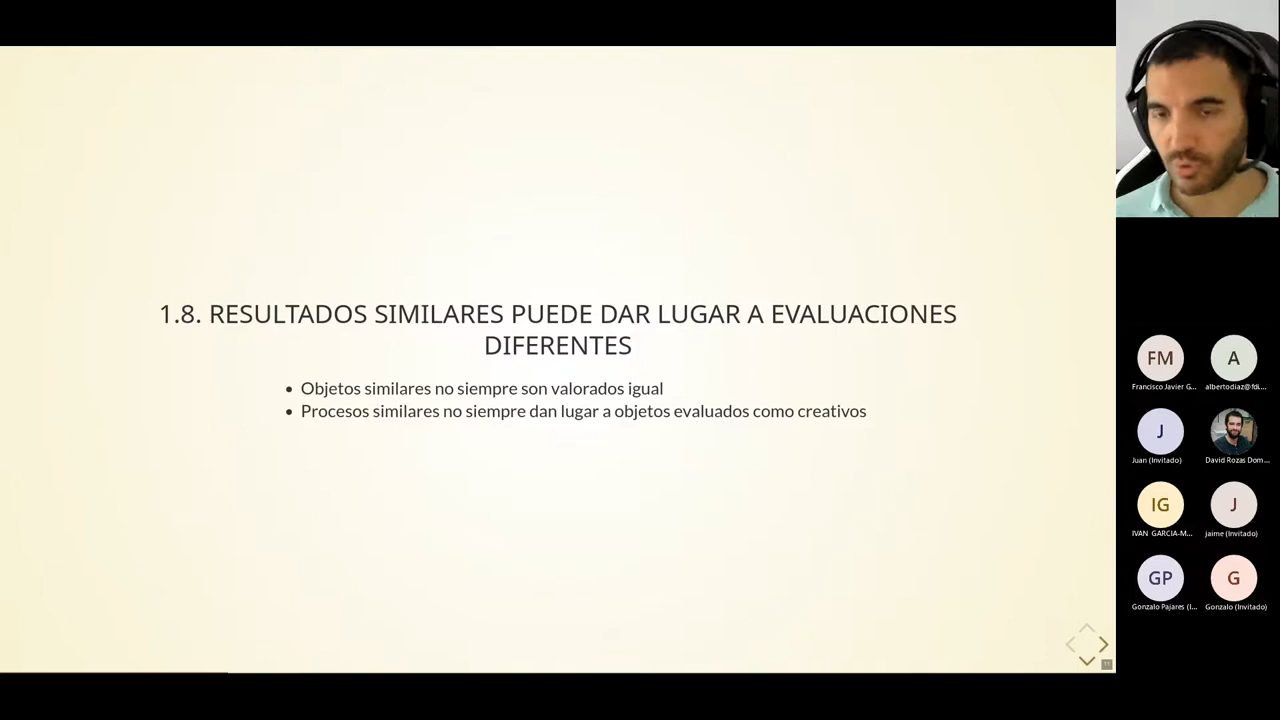 1.8. RESULTADOS SIMILARES PUEDE DAR LUGAR A EVALUACIONES
DIFERENTES
• Objetos similares no siempre son valorados igual
• Procesos similares no siempre dan lugar a objetos evaluados como creativos
11
FM
A
Francisco Javier G...
albertodiaz@fdi....
J
Juan (Invitado)
David Rozas Dom...
IG
J
IVAN GARCIA-M...
jaime (Invitado)
GP
G
Gonzalo Pajares (I...
Gonzalo (Invitado)